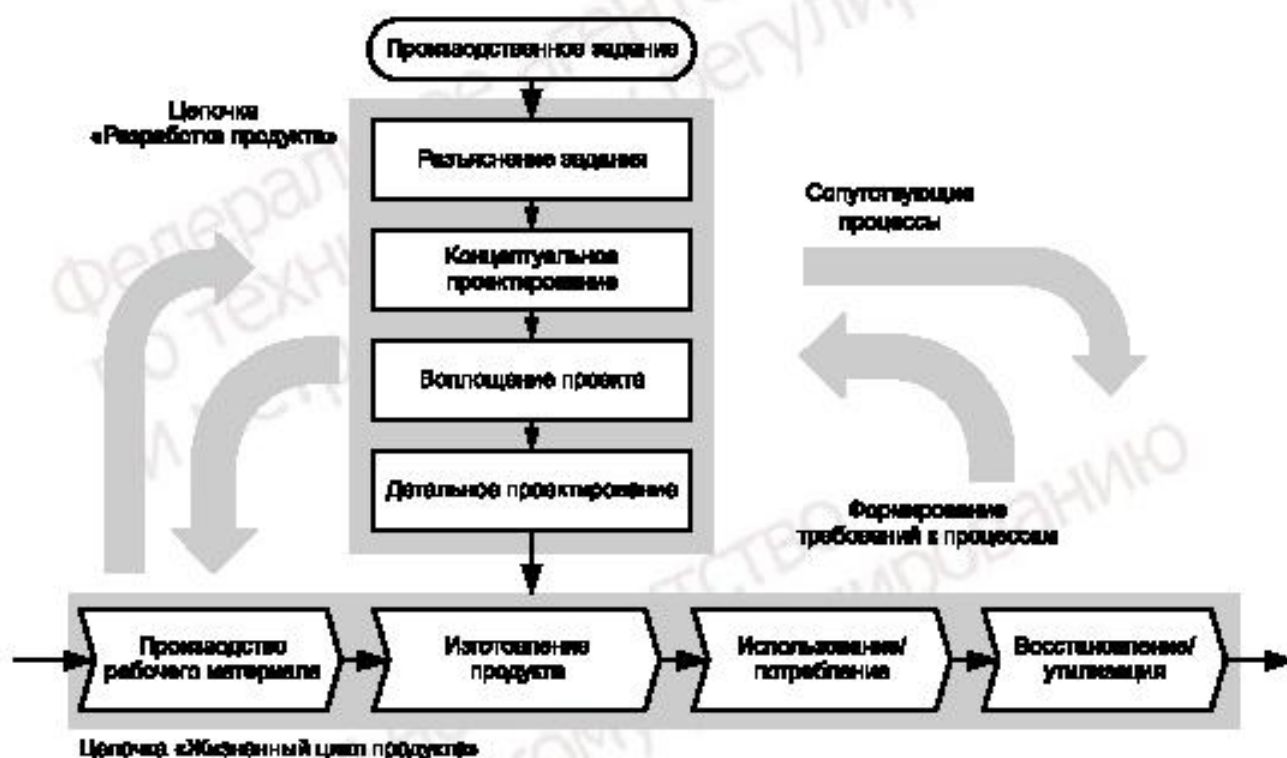 Производственное задание
Цепочка
«Разработка продукта»
Разъяснение задания
Сопутствующие
процессы
Концептуальное
проектирование
Воплощение проекта
Детальное проектирование
Формирование
требований к процессам
Производство
рабочего материала
Изготовление
продукта
Использование/
потребление
Восстановление/
утилизация
Цепочка «Жизненный цикл продукта»